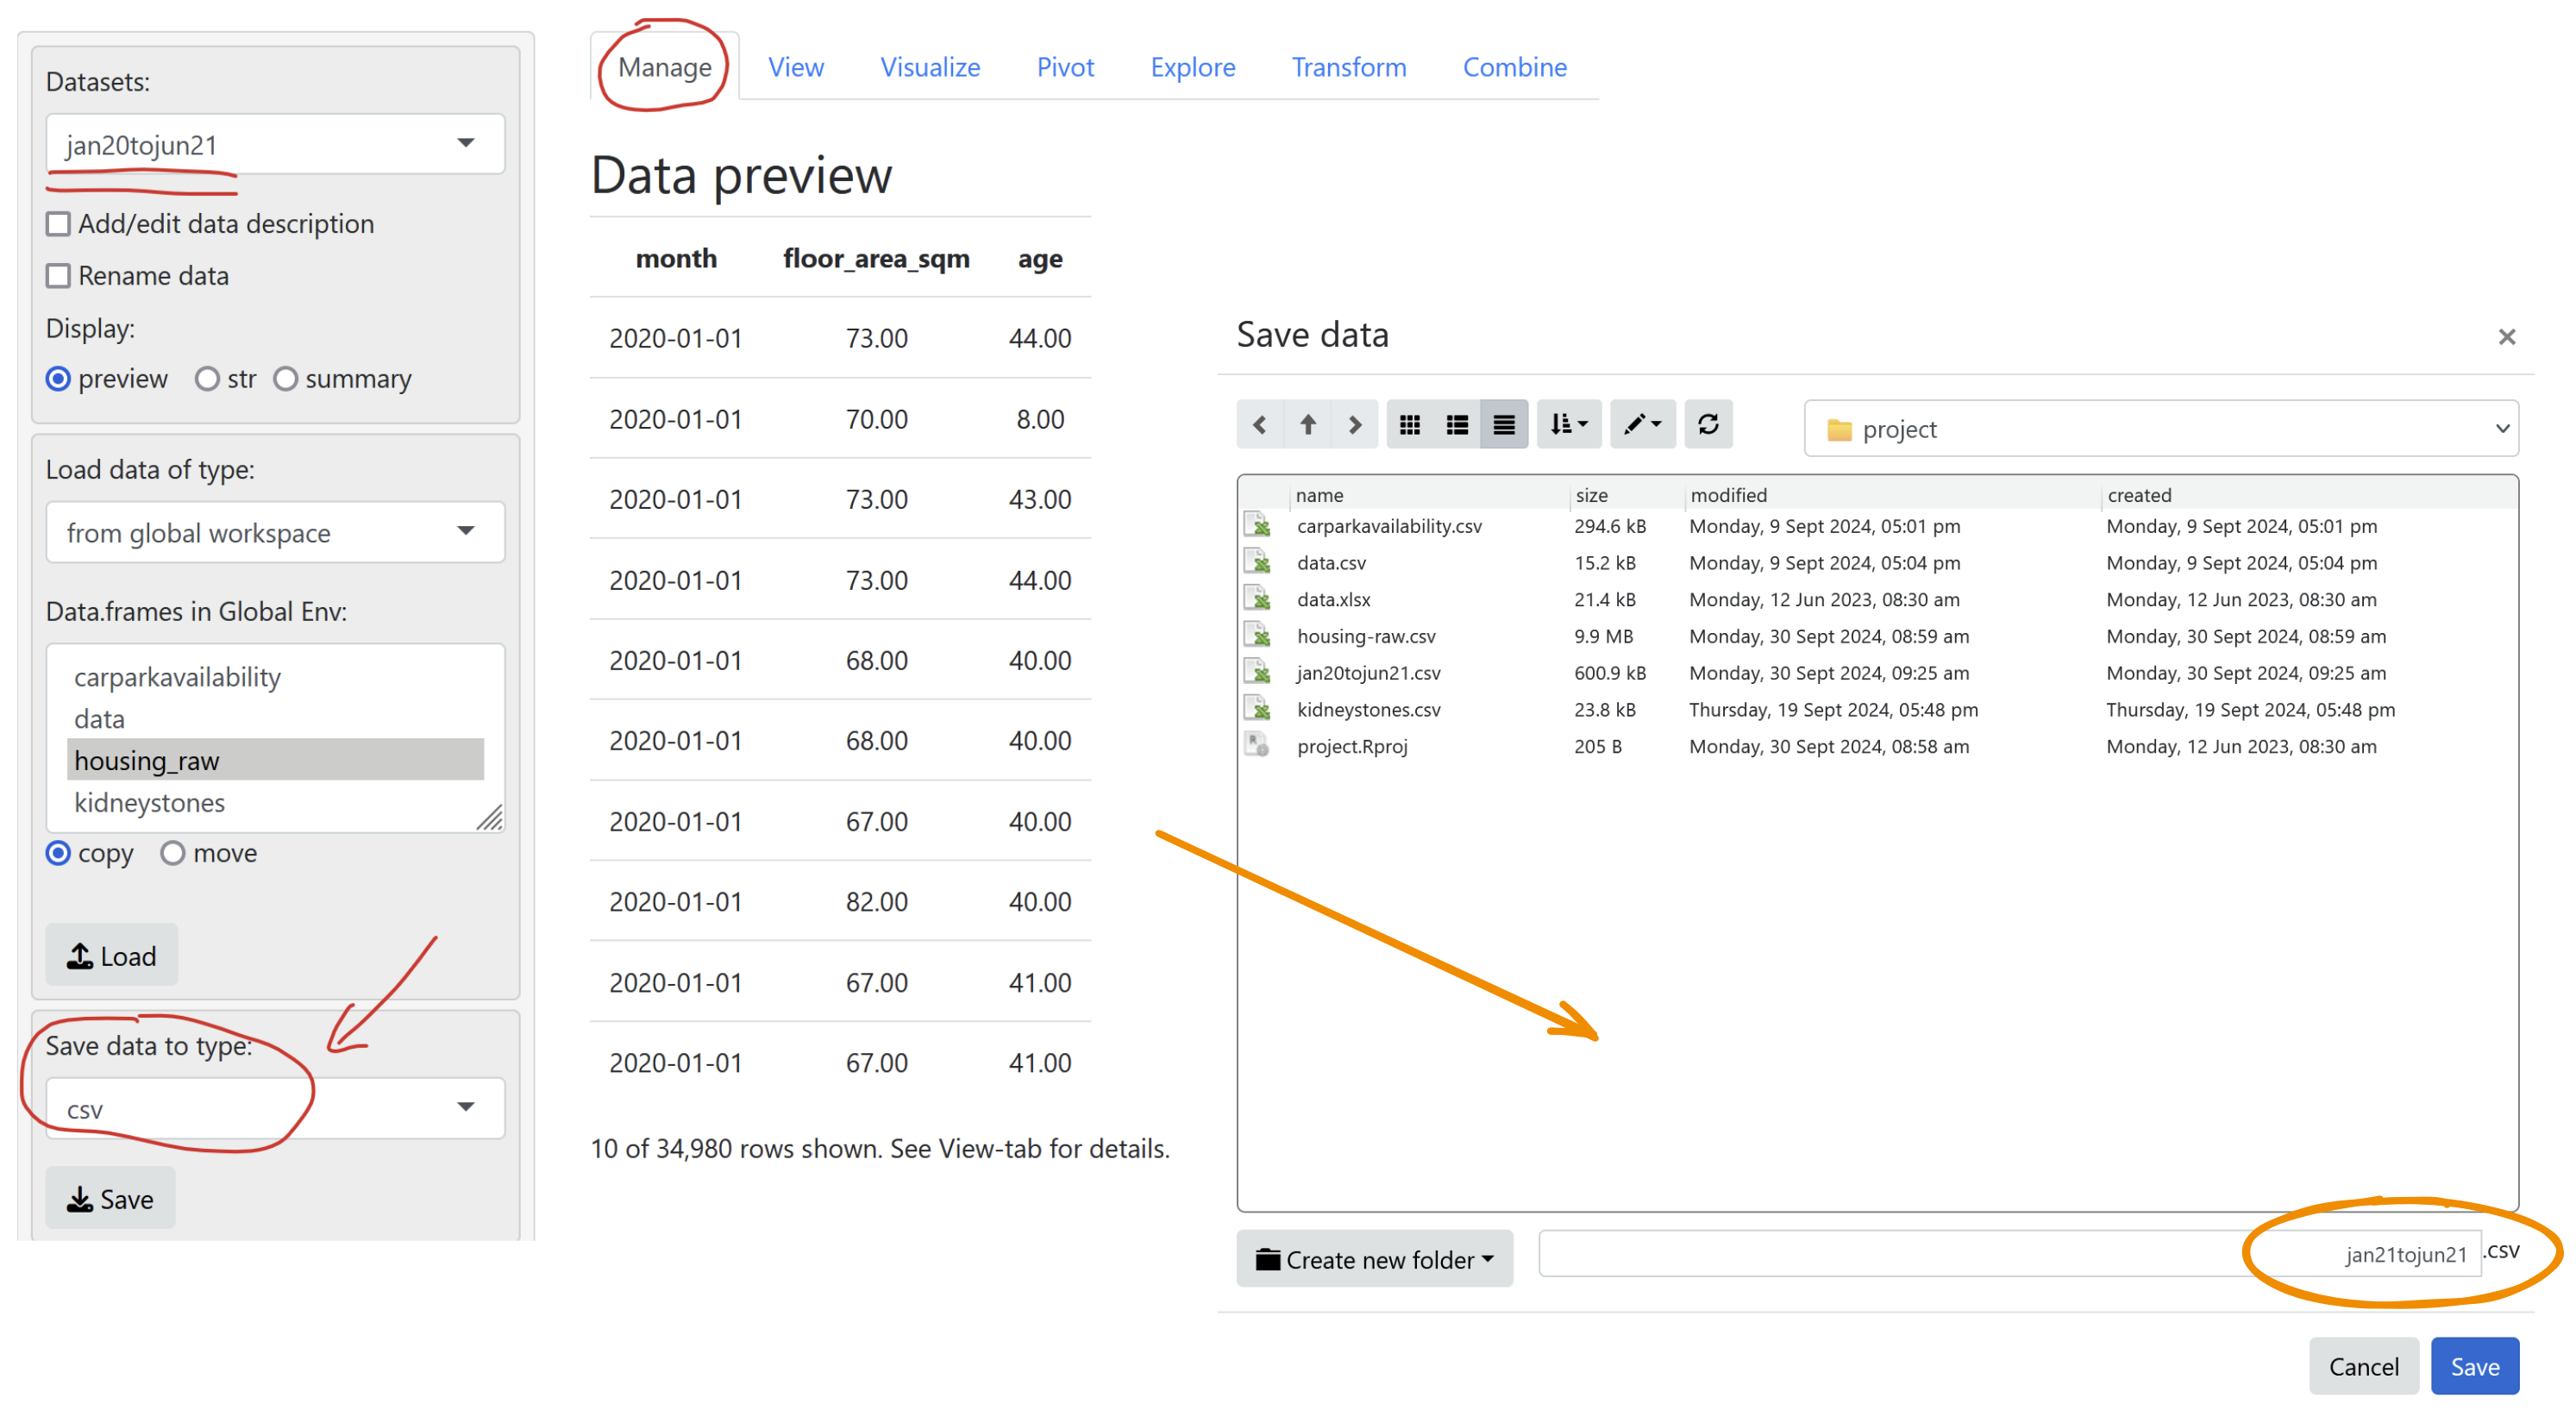 Datasets:
jan20tojun21
Add/edit data description
Rename data
Display:
preview str summary
Load data of type:
from global workspace
Data.frames in Global Env:
carparkavailability
data
housing_raw
kidneystones
copy move
Load
Save data to type:
csv
Save
Manage View Visualize Pivot Explore Transform Combine
Data preview
month floor_area_sqm age
2020-01-01 73.00 44.00
2020-01-01 70.00 8.00
2020-01-01 73.00 43.00
2020-01-01 73.00 44.00
2020-01-01 68.00 40.00
2020-01-01 68.00 40.00
2020-01-01 67.00 40.00
2020-01-01 82.00 40.00
2020-01-01 67.00 41.00
2020-01-01 67.00 41.00
10 of 34,980 rows shown. See View-tab for details.
Save data
project
name size modified created
carparkavailability.csv 294.6 kB Monday, 9 Sept 2024, 05:01 pm Monday, 9 Sept 2024, 05:01 pm
data.csv 15.2 kB Monday, 9 Sept 2024, 05:04 pm Monday, 9 Sept 2024, 05:04 pm
data.xlsx 21.4 kB Monday, 12 Jun 2023, 08:30 am Monday, 12 Jun 2023, 08:30 am
housing-raw.csv 9.9 MB Monday, 30 Sept 2024, 08:59 am Monday, 30 Sept 2024, 08:59 am
jan20tojun21.csv 600.9 kB Monday, 30 Sept 2024, 09:25 am Monday, 30 Sept 2024, 09:25 am
kidneystones.csv 23.8 kB Thursday, 19 Sept 2024, 05:48 pm Thursday, 19 Sept 2024, 05:48 pm
project.Rproj 205 B Monday, 30 Sept 2024, 08:58 am Monday, 12 Jun 2023, 08:30 am
Create new folder jan21tojun21 .csv
Cancel Save